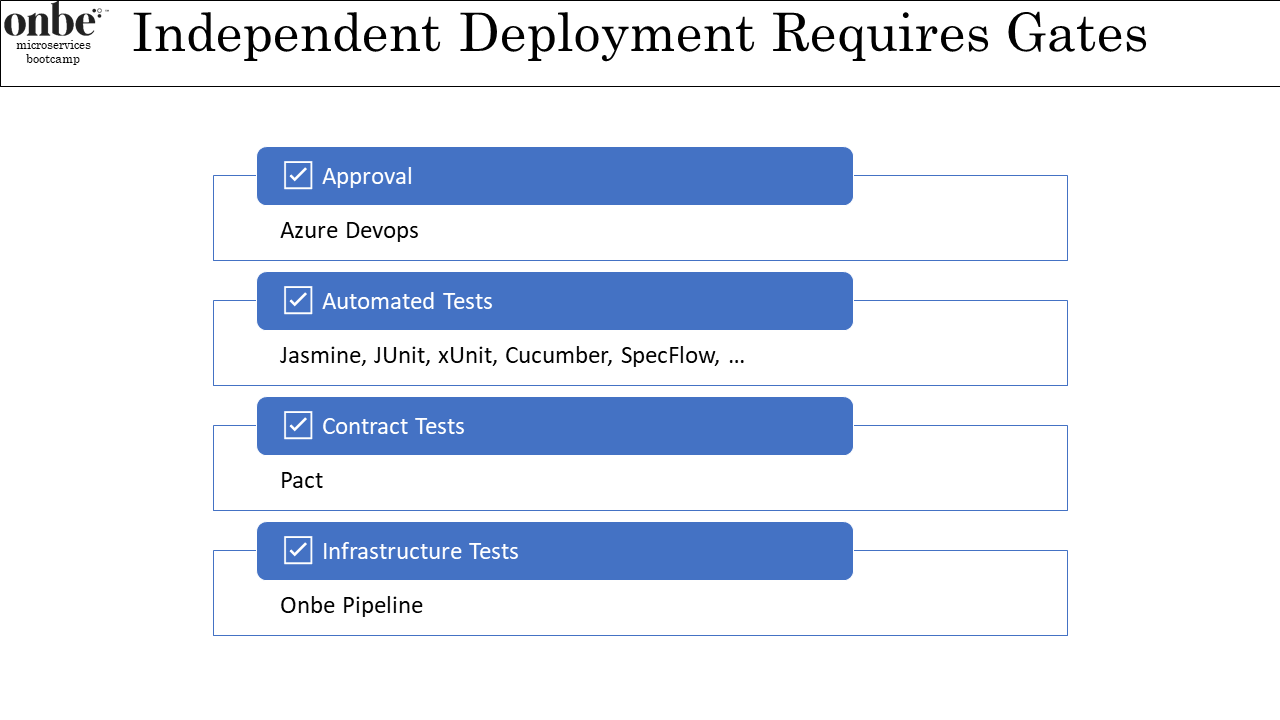 onbe
microservices
bootcamp
Independent Deployment Requires Gates
Approval
Azure Devops
Automated Tests
Jasmine, JUnit, xUnit, Cucumber, SpecFlow, ...
Contract Tests
Pact
Infrastructure Tests
Onbe Pipeline